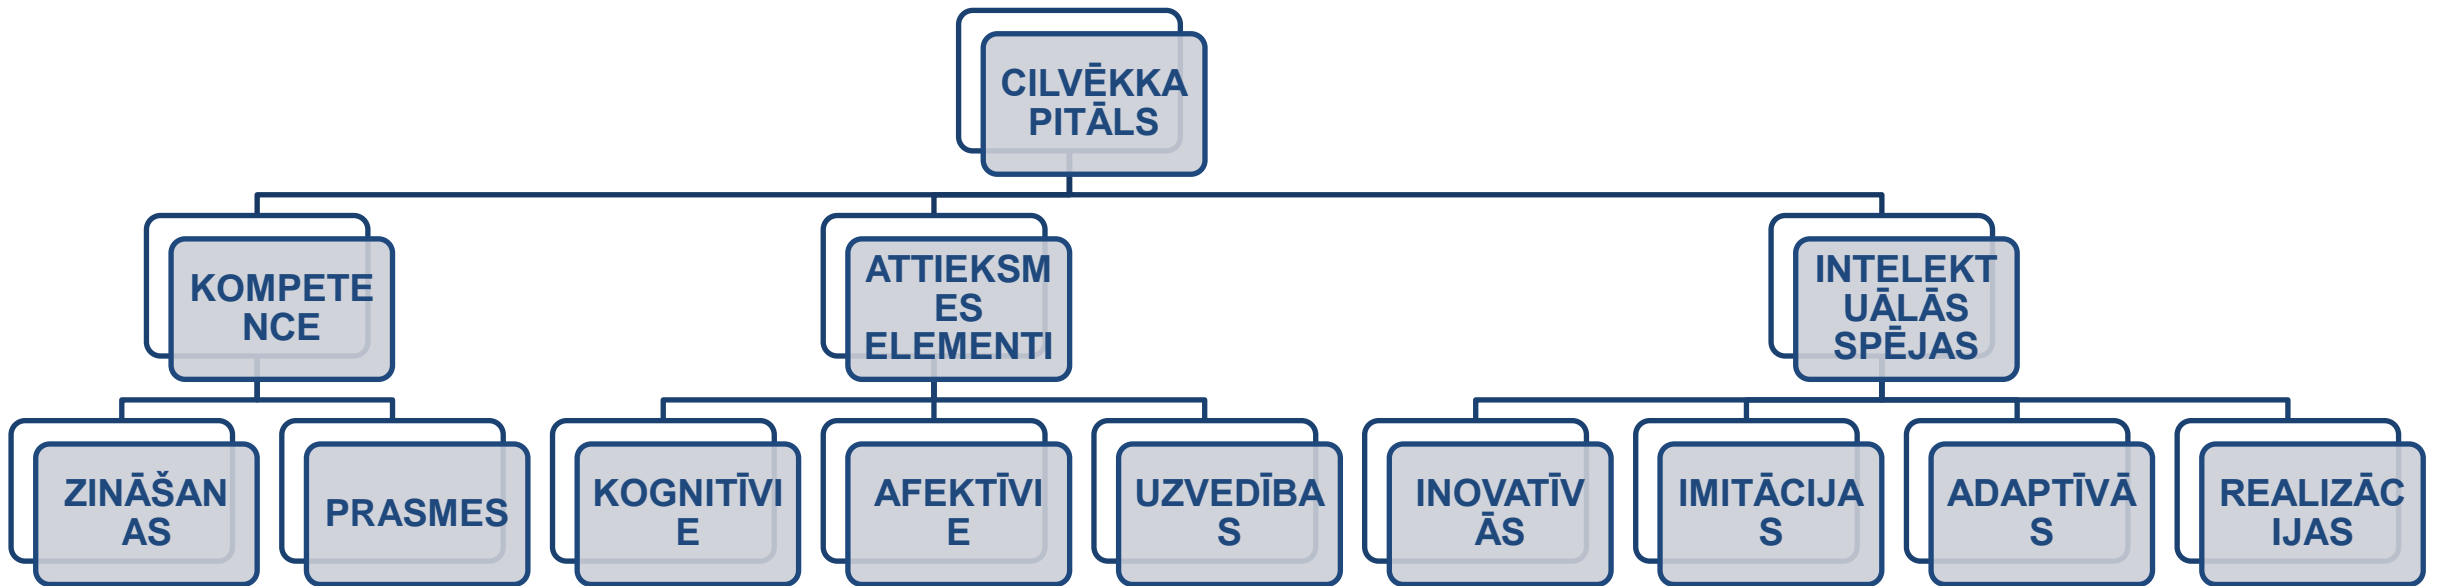 CILVĒKKA
PITĀLS
KOMPETE
NCE
ATTIEKSM
ES
ELEMENTI
INTELEKT
UĀLĀS
SPĒJAS
ZINĀŠAN
AS
PRASMES
KOGNITĪVI
E
AFEKTĪVI
E
UZVEDĪBA
S
INOVATĪV
ĀS
IMITĀCIJA
S
ADAPTĪVĀ
S
REALIZĀC
IJAS